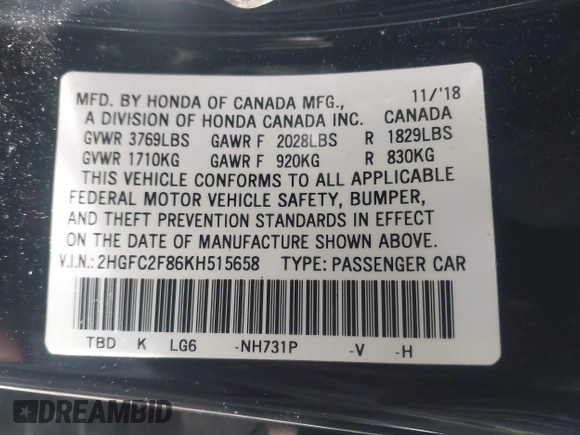 MFD. BY HONDA OF CANADA MFG., 11/'18
A DIVISION OF HONDA CANADA INC. CANADA
GVWR 3769LBS GAWR F 2028LBS R 1829LBS
GVWR 1710KG GAWR F 920KG R 830KG
THIS VEHICLE CONFORMS TO ALL APPLICABLE
FEDERAL MOTOR VEHICLE SAFETY, BUMPER,
AND THEFT PREVENTION STANDARDS IN EFFECT
ON THE DATE OF MANUFACTURE SHOWN ABOVE.
V.I.N.: 2HGFC2F86KH515658 TYPE: PASSENGER CAR
TBD K LG6 -NH731P -V -H
DREAMBID